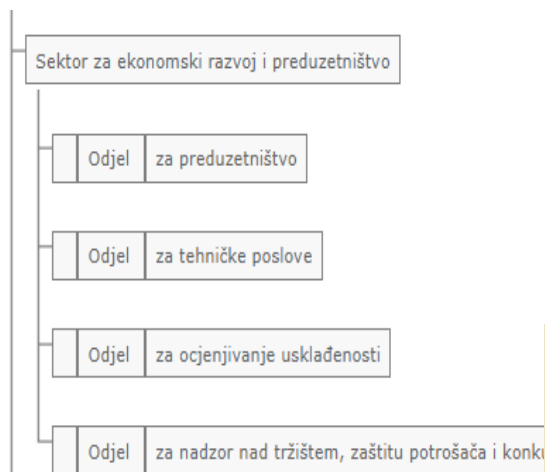 Sektor za ekonomski razvoj i preduzetništvo
Odjel za preduzetništvo
Odjel za tehničke poslove
Odjel za ocjenjivanje usklađenosti
Odjel za nadzor nad tržištem, zaštitu potrošača i